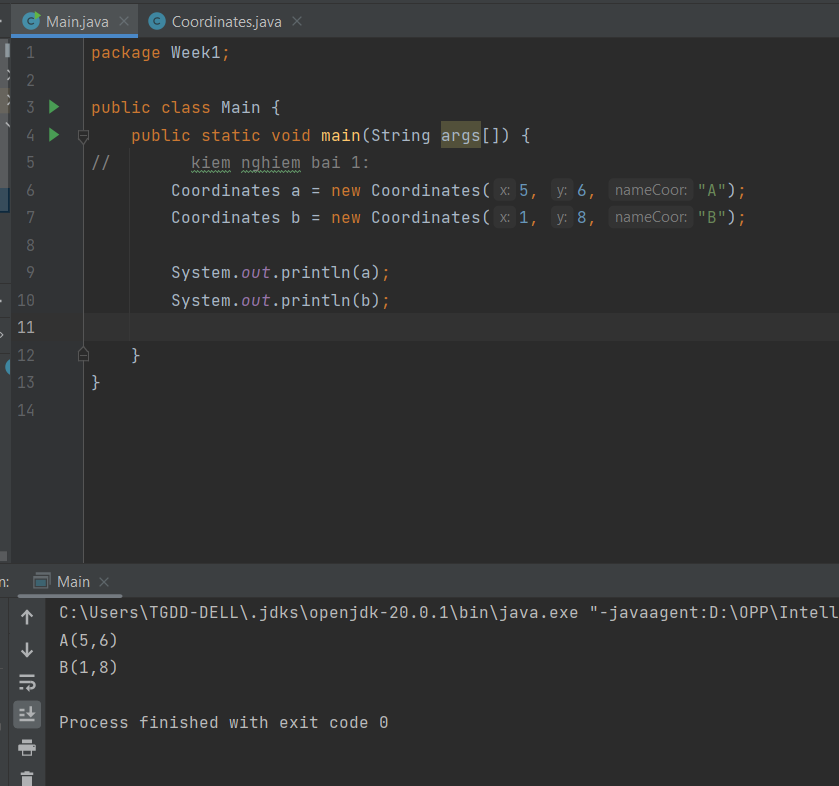 Main.java
Coordinates.java
1 package Week1;
2
3 public class Main {
4 public static void main(String args[]) {
5 // kiem nghiem bai 1:
6 Coordinates a = new Coordinates( x: 5, y: 6, nameCoor: "A");
7 Coordinates b = new Coordinates( x: 1, y: 8, nameCoor: "B");
8
9 System.out.println(a);
10 System.out.println(b);
11
12 }
13 }
14
n: Main
C:\Users\TGDD-DELL\.jdks\openjdk-20.0.1\bin\java.exe "-javaagent:D:\OPP\Intell
A(5,6)
B(1,8)
Process finished with exit code 0